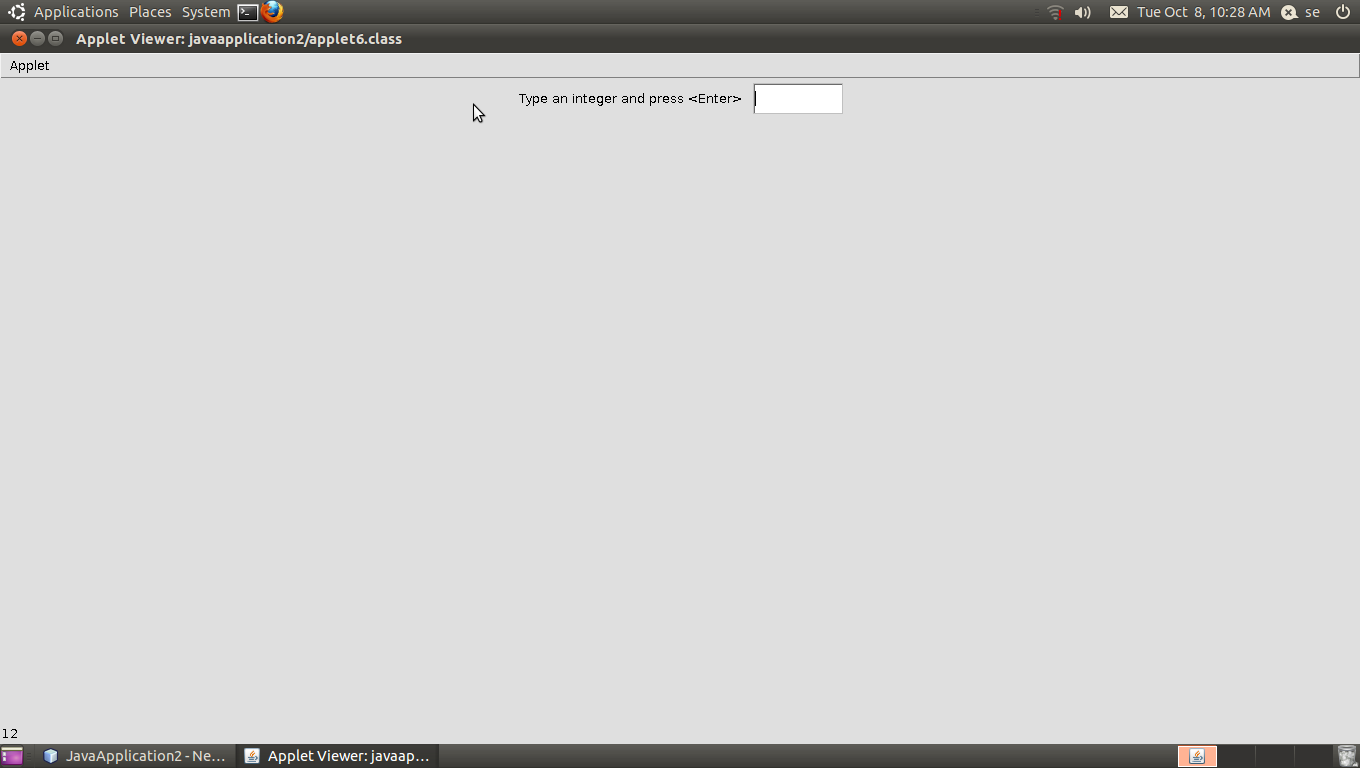 Applications Places System Tue Oct 8, 10:28 AM se
Applet Viewer: javaapplication2/applet6.class
Applet
Type an integer and press <Enter>
12
JavaApplication2 - Ne... Applet Viewer: javaap...